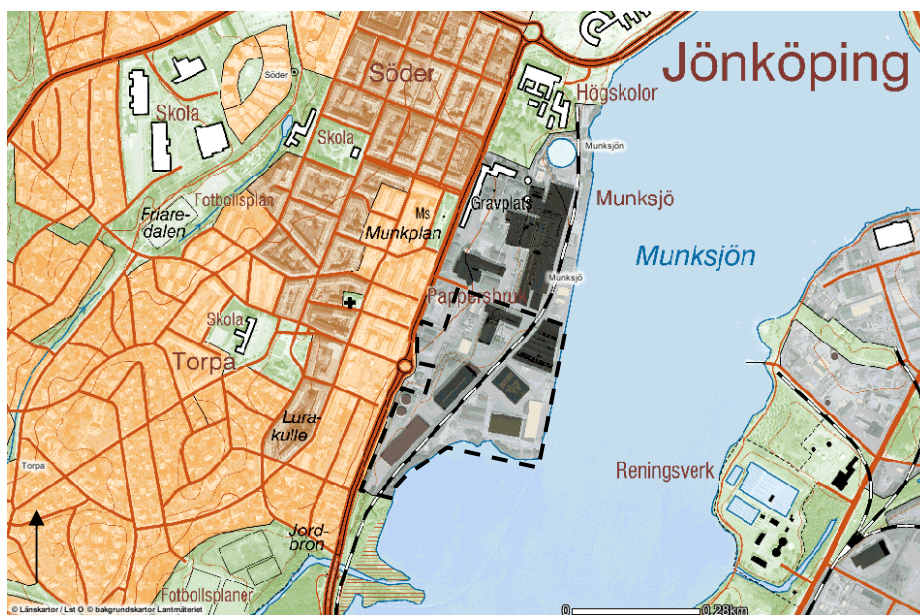 Jönköping
Söder
Söder
Högskolor
Skola
Skola
Munksjön
Fotbollsplan
Gravplats
Munksjö
Friare-
dalen
Ms
Munkplan
Munksjön
Munksjö
Pappersbruk
Skola
Torpa
Lura-
kulle
Torpa
Reningsverk
Jord-
bron
Fotbollsplaner
© Länskartor / Lst O © bakgrundskartor Lantmäteriet
0 0.28km